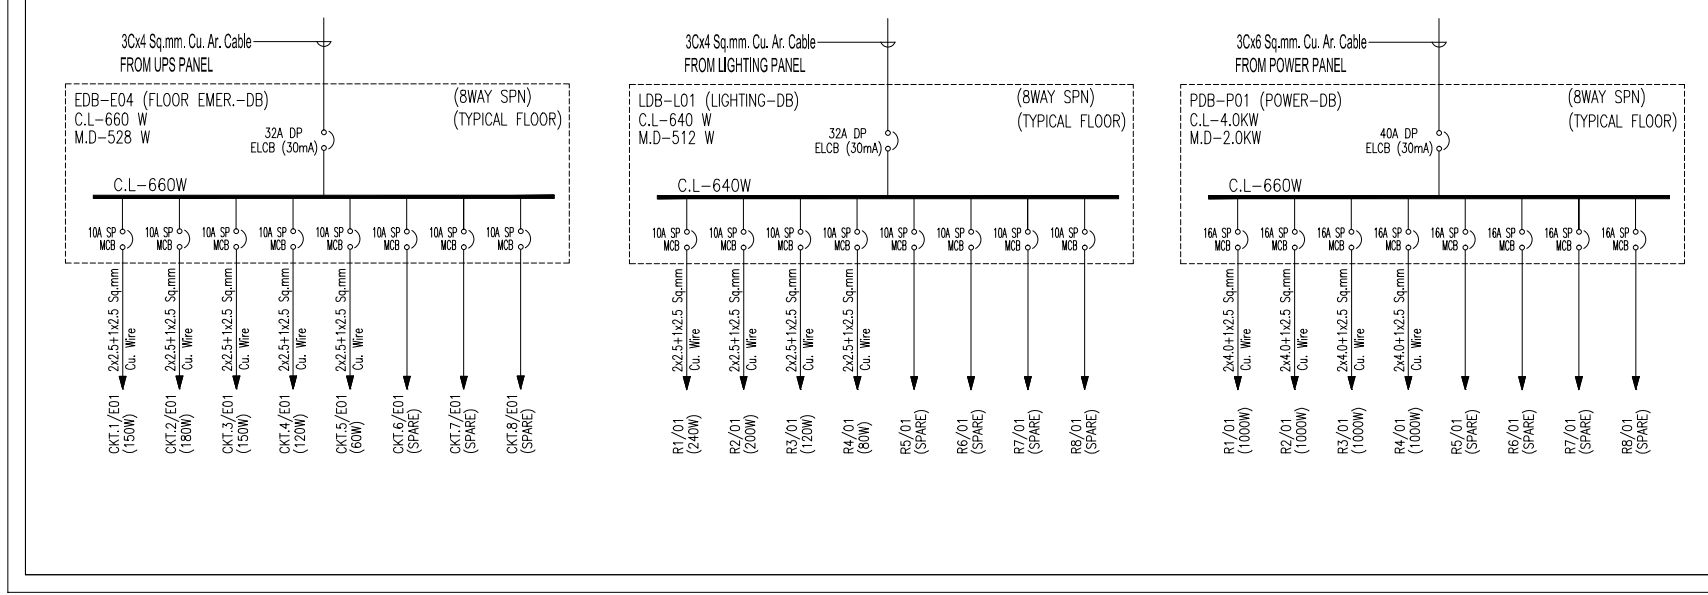 3Cx4 Sq.mm. Cu. Ar. Cable
FROM UPS PANEL
EDB-E04 (FLOOR EMER.-DB)
C.L-660 W
M.D-528 W
(8WAY SPN)
(TYPICAL FLOOR)
32A DP
ELCB (30mA)
C.L-660W
10A SP
MCB
10A SP
MCB
10A SP
MCB
10A SP
MCB
10A SP
MCB
10A SP
MCB
10A SP
MCB
10A SP
MCB
2x2.5+1x2.5 Sq.mm
Cu. Wire
2x2.5+1x2.5 Sq.mm
Cu. Wire
2x2.5+1x2.5 Sq.mm
Cu. Wire
2x2.5+1x2.5 Sq.mm
Cu. Wire
2x2.5+1x2.5 Sq.mm
Cu. Wire
CKT.1/E01
(150W)
CKT.2/E01
(180W)
CKT.3/E01
(150W)
CKT.4/E01
(120W)
CKT.5/E01
(60W)
CKT.6/E01
(SPARE)
CKT.7/E01
(SPARE)
CKT.8/E01
(SPARE)
3Cx4 Sq.mm. Cu. Ar. Cable
FROM LIGHTING PANEL
LDB-L01 (LIGHTING-DB)
C.L-640 W
M.D-512 W
(8WAY SPN)
(TYPICAL FLOOR)
32A DP
ELCB (30mA)
C.L-640W
10A SP
MCB
10A SP
MCB
10A SP
MCB
10A SP
MCB
10A SP
MCB
10A SP
MCB
10A SP
MCB
10A SP
MCB
2x2.5+1x2.5 Sq.mm
Cu. Wire
2x2.5+1x2.5 Sq.mm
Cu. Wire
2x2.5+1x2.5 Sq.mm
Cu. Wire
2x2.5+1x2.5 Sq.mm
Cu. Wire
R1/01
(240W)
R2/01
(200W)
R3/01
(120W)
R4/01
(80W)
R5/01
(SPARE)
R6/01
(SPARE)
R7/01
(SPARE)
R8/01
(SPARE)
3Cx6 Sq.mm. Cu. Ar. Cable
FROM POWER PANEL
PDB-P01 (POWER-DB)
C.L-4.0KW
M.D-2.0KW
(8WAY SPN)
(TYPICAL FLOOR)
40A DP
ELCB (30mA)
C.L-660W
16A SP
MCB
16A SP
MCB
16A SP
MCB
16A SP
MCB
16A SP
MCB
16A SP
MCB
16A SP
MCB
16A SP
MCB
2x4.0+1x2.5 Sq.mm
Cu. Wire
2x4.0+1x2.5 Sq.mm
Cu. Wire
2x4.0+1x2.5 Sq.mm
Cu. Wire
2x4.0+1x2.5 Sq.mm
Cu. Wire
R1/01
(1000W)
R2/01
(1000W)
R3/01
(1000W)
R4/01
(1000W)
R5/01
(SPARE)
R6/01
(SPARE)
R7/01
(SPARE)
R8/01
(SPARE)